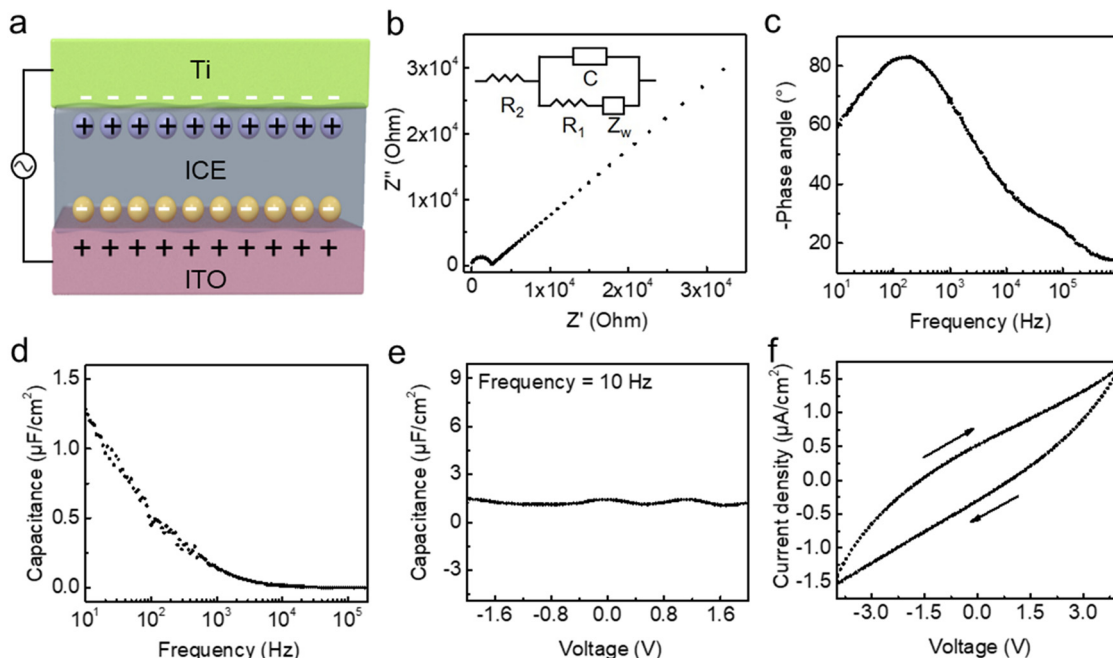 a
Ti
- - - - - - - - - -
+ + + + + + + + + +
ICE
- - - - - - - - - -
+ + + + + + + + + +
ITO
b
3x10⁴
2x10⁴
1x10⁴
0
Z'' (Ohm)
R₂
C
R₁
Z_w
0
1x10⁴
2x10⁴
3x10⁴
Z' (Ohm)
c
80
60
40
20
-Phase angle (°)
10¹
10²
10³
10⁴
10⁵
Frequency (Hz)
d
1.5
1.0
0.5
0.0
Capacitance (µF/cm²)
10¹
10²
10³
10⁴
10⁵
Frequency (Hz)
e
Frequency = 10 Hz
9
6
3
0
-3
Capacitance (µF/cm²)
-1.6
-0.8
0.0
0.8
1.6
Voltage (V)
f
1.5
1.0
0.5
0.0
-0.5
-1.0
-1.5
Current density (µA/cm²)
-3.0
-1.5
0.0
1.5
3.0
Voltage (V)